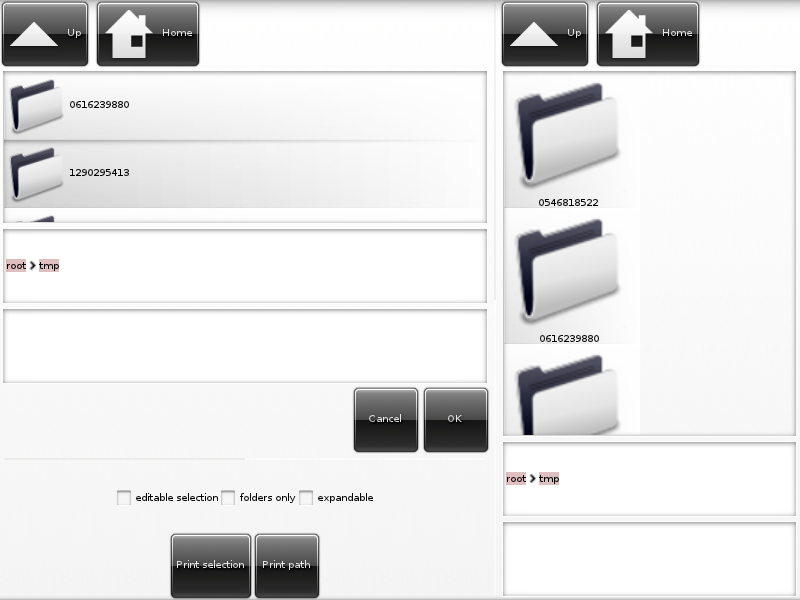 Up
Home
0616239880
1290295413
root > tmp
Cancel
OK
editable selection
folders only
expandable
Print selection
Print path
Up
Home
0546818522
0616239880
root > tmp